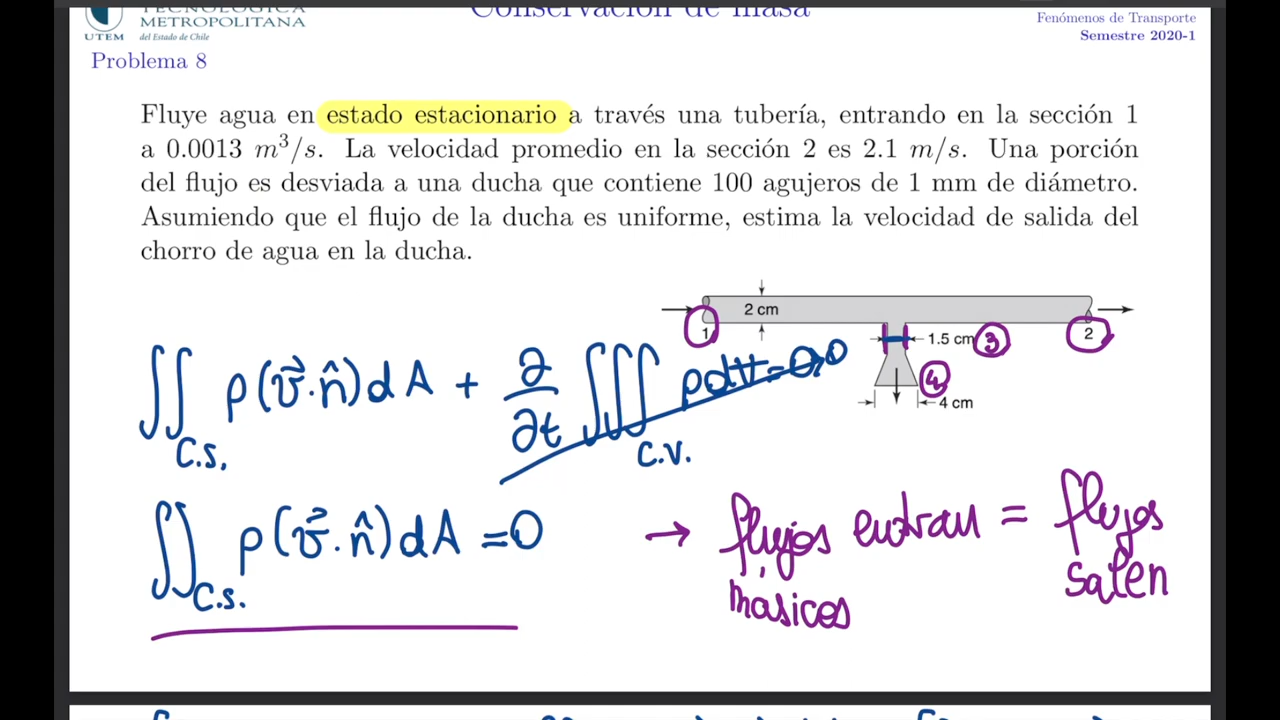 TECNOLÓGICA
METROPOLITANA
UTEM del Estado de Chile
Conservación de masa
Fenómenos de Transporte
Semestre 2020-1
Problema 8
Fluye agua en estado estacionario a través una tubería, entrando en la sección 1
a 0.0013 m³/s. La velocidad promedio en la sección 2 es 2.1 m/s. Una porción
del flujo es desviada a una ducha que contiene 100 agujeros de 1 mm de diámetro.
Asumiendo que el flujo de la ducha es uniforme, estima la velocidad de salida del
chorro de agua en la ducha.
2 cm
1
1.5 cm 3
2
4
4 cm
∬ ρ(v⃗·n̂)dA + ∂/∂t ∭ ρdV = 0
C.S. C.V.
∬ ρ(v⃗·n̂)dA = 0
C.S.
→ flujos entran = flujos
másicos salen